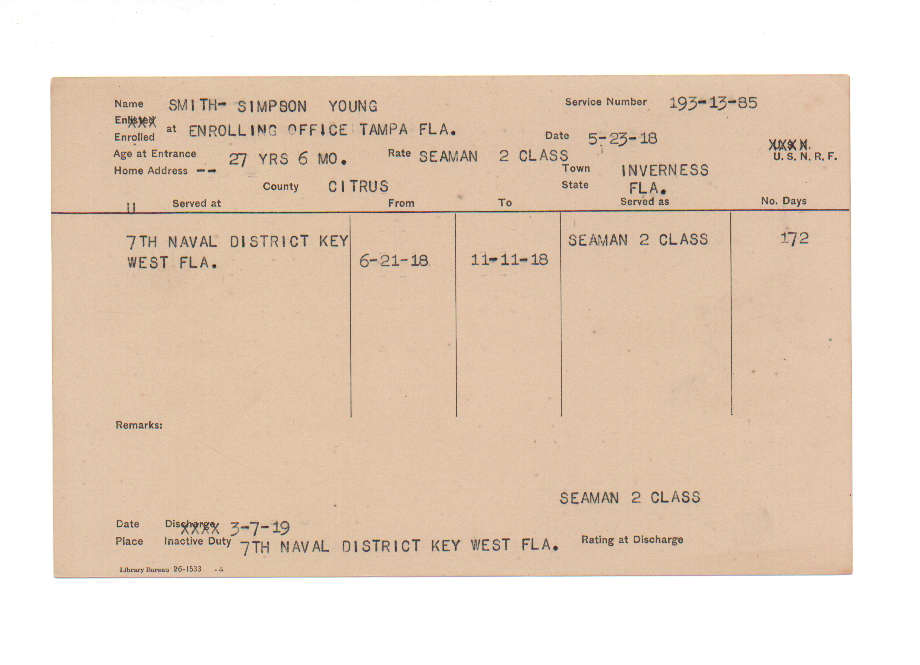 Name SMITH- SIMPSON YOUNG Service Number 193-13-85
Enlisted
Enrolled at ENROLLING OFFICE TAMPA FLA. Date 5-23-18
Age at Entrance 27 YRS 6 MO. Rate SEAMAN 2 CLASS U. S. N. R. F.
Home Address -- Town INVERNESS
County CITRUS State FLA.
Served at From To Served as No. Days
7TH NAVAL DISTRICT KEY SEAMAN 2 CLASS 172
WEST FLA. 6-21-18 11-11-18
Remarks:
SEAMAN 2 CLASS
Date Discharge 3-7-19
Place Inactive Duty 7TH NAVAL DISTRICT KEY WEST FLA. Rating at Discharge
Library Bureau 26-1533